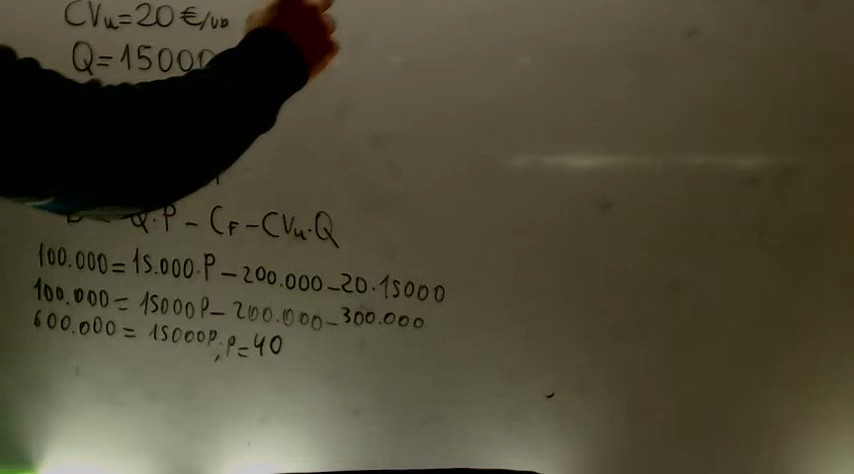 CVu=20 €/UD
Q=15000
Q·P - CF - CVu·Q
100.000=15.000·P - 200.000 - 20·15000
100.000 = 15000P - 200.000 - 300.000
600.000 = 15000P; P=40